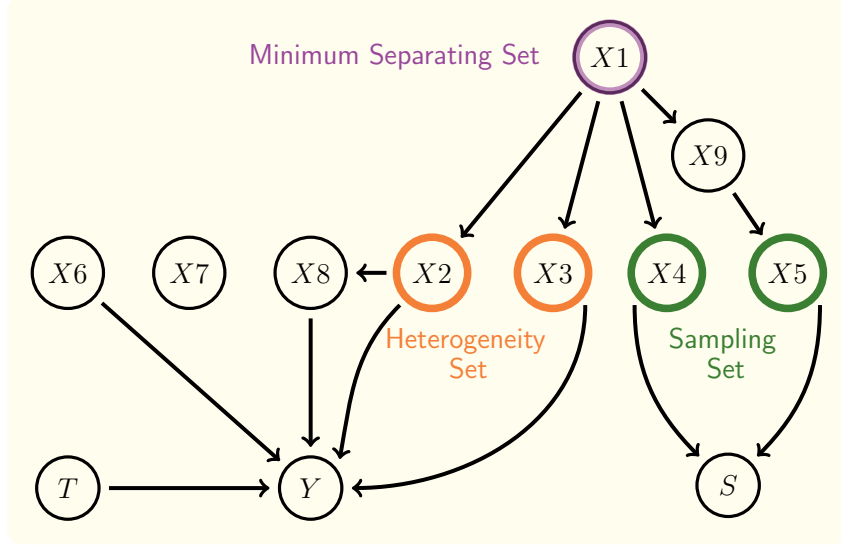 Minimum Separating Set
X1
X9
X6
X7
X8
X2
X3
X4
X5
Heterogeneity
Set
Sampling
Set
T
Y
S